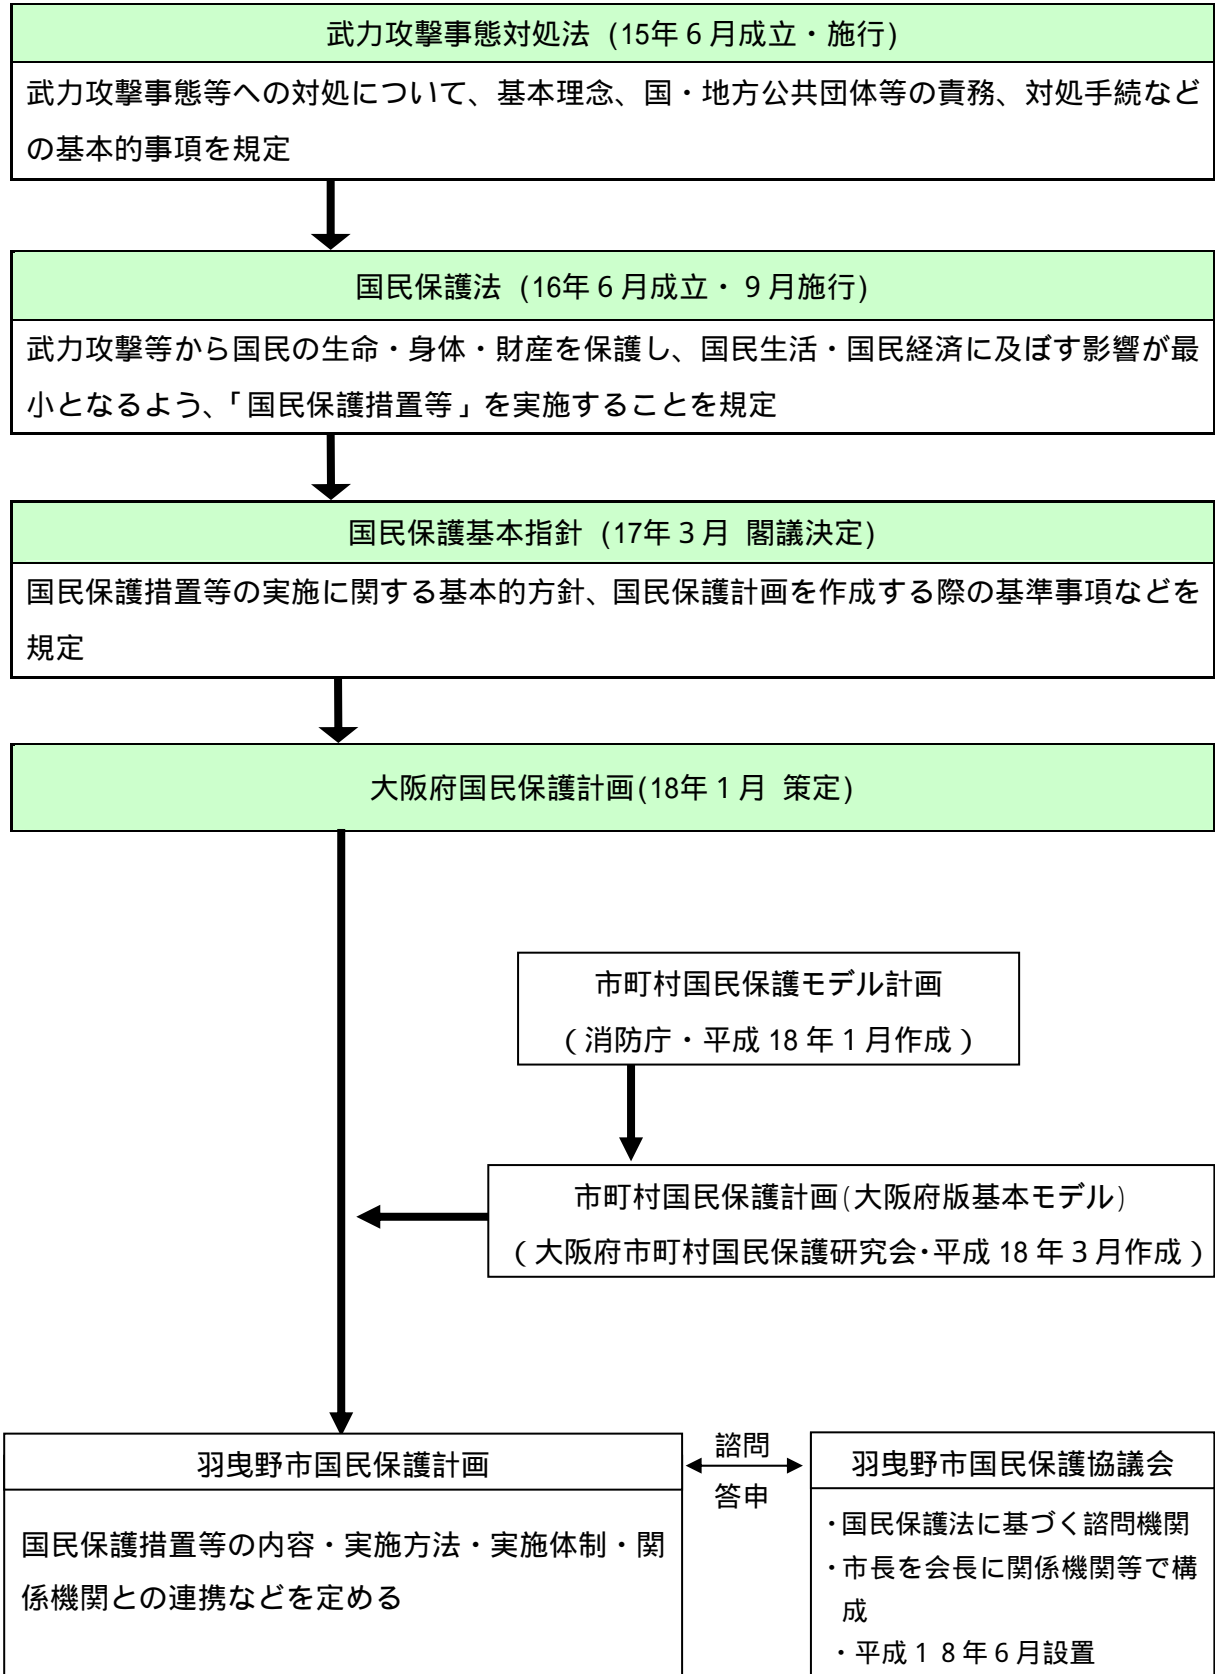 武力攻撃事態対処法 (15年６月成立・施行)
武力攻撃事態等への対処について、基本理念、国・地方公共団体等の責務、対処手続など
の基本的事項を規定
国民保護法 (16年６月成立・９月施行)
武力攻撃等から国民の生命・身体・財産を保護し、国民生活・国民経済に及ぼす影響が最
小となるよう、「国民保護措置等」を実施することを規定
国民保護基本指針 (17年３月 閣議決定)
国民保護措置等の実施に関する基本的方針、国民保護計画を作成する際の基準事項などを
規定
大阪府国民保護計画(18年１月 策定)
市町村国民保護モデル計画
（消防庁・平成 18 年１月作成）
市町村国民保護計画(大阪府版基本モデル)
（大阪府市町村国民保護研究会･平成 18 年３月作成）
羽曳野市国民保護計画
国民保護措置等の内容・実施方法・実施体制・関
係機関との連携などを定める
諮問
答申
羽曳野市国民保護協議会
・国民保護法に基づく諮問機関
・市長を会長に関係機関等で構
成
・平成１８年６月設置